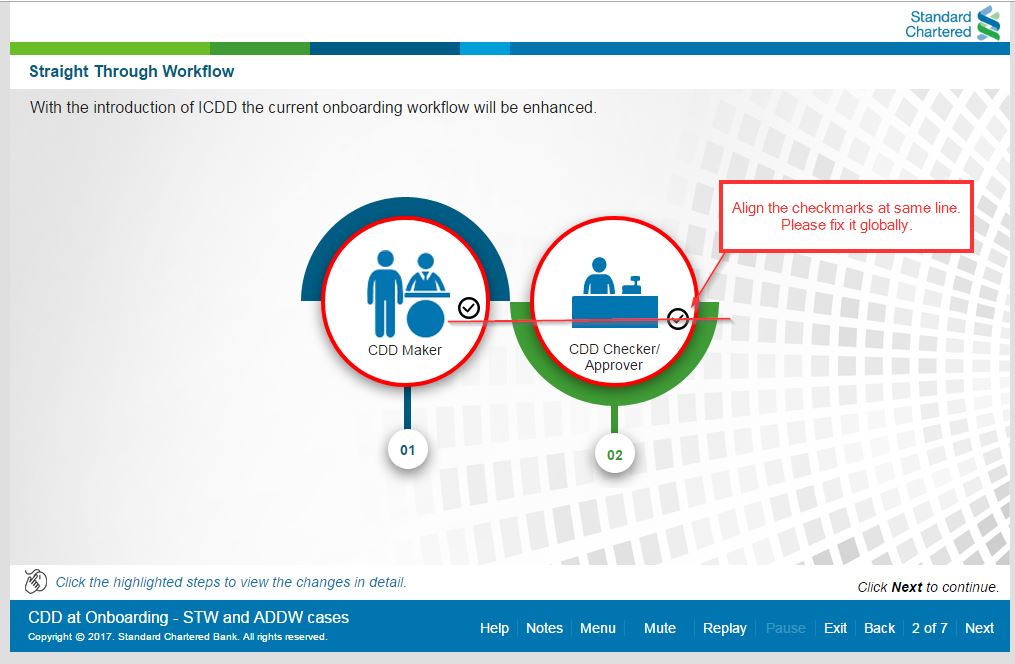 Standard
Chartered
Straight Through Workflow
With the introduction of ICDD the current onboarding workflow will be enhanced.
Align the checkmarks at same line.
Please fix it globally.
CDD Maker
CDD Checker/
Approver
01
02
Click the highlighted steps to view the changes in detail.
Click Next to continue.
CDD at Onboarding - STW and ADDW cases
Copyright © 2017. Standard Chartered Bank. All rights reserved.
Help Notes Menu Mute Replay Pause Exit Back 2 of 7 Next